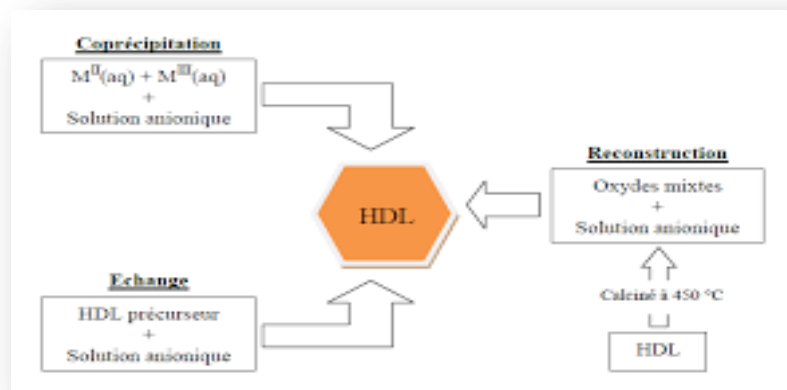 Coprécipitation
M^II(aq) + M^III(aq)
+
Solution anionique
HDL
Reconstruction
Oxydes mixtes
+
Solution anionique
Calciné à 450 °C
HDL
Echange
HDL précurseur
+
Solution anionique